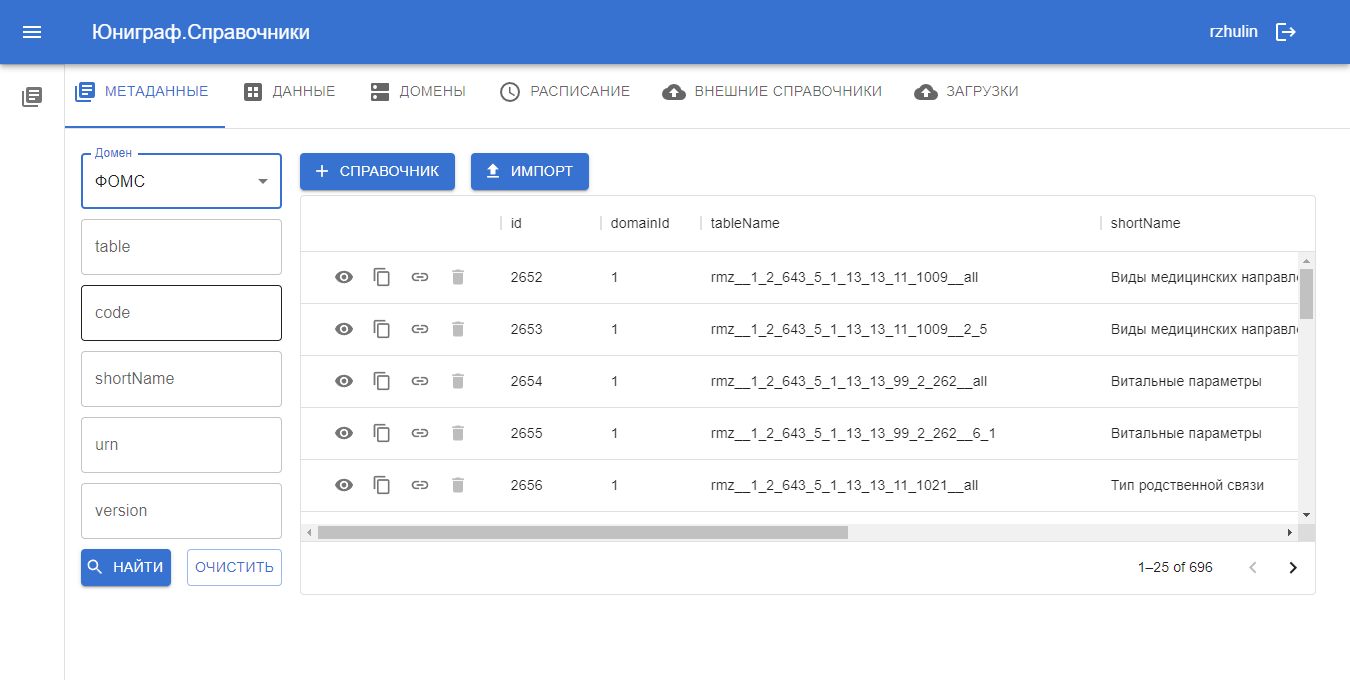 Юниграф.Справочники
rzhulin
МЕТАДАННЫЕ ДАННЫЕ ДОМЕНЫ РАСПИСАНИЕ ВНЕШНИЕ СПРАВОЧНИКИ ЗАГРУЗКИ
Домен
ФОМС
table
code
shortName
urn
version
НАЙТИ ОЧИСТИТЬ
СПРАВОЧНИК ИМПОРТ
id domainId tableName shortName
2652 1 rmz__1_2_643_5_1_13_13_11_1009__all Виды медицинских направл
2653 1 rmz__1_2_643_5_1_13_13_11_1009__2_5 Виды медицинских направл
2654 1 rmz__1_2_643_5_1_13_13_99_2_262__all Витальные параметры
2655 1 rmz__1_2_643_5_1_13_13_99_2_262__6_1 Витальные параметры
2656 1 rmz__1_2_643_5_1_13_13_11_1021__all Тип родственной связи
1–25 of 696